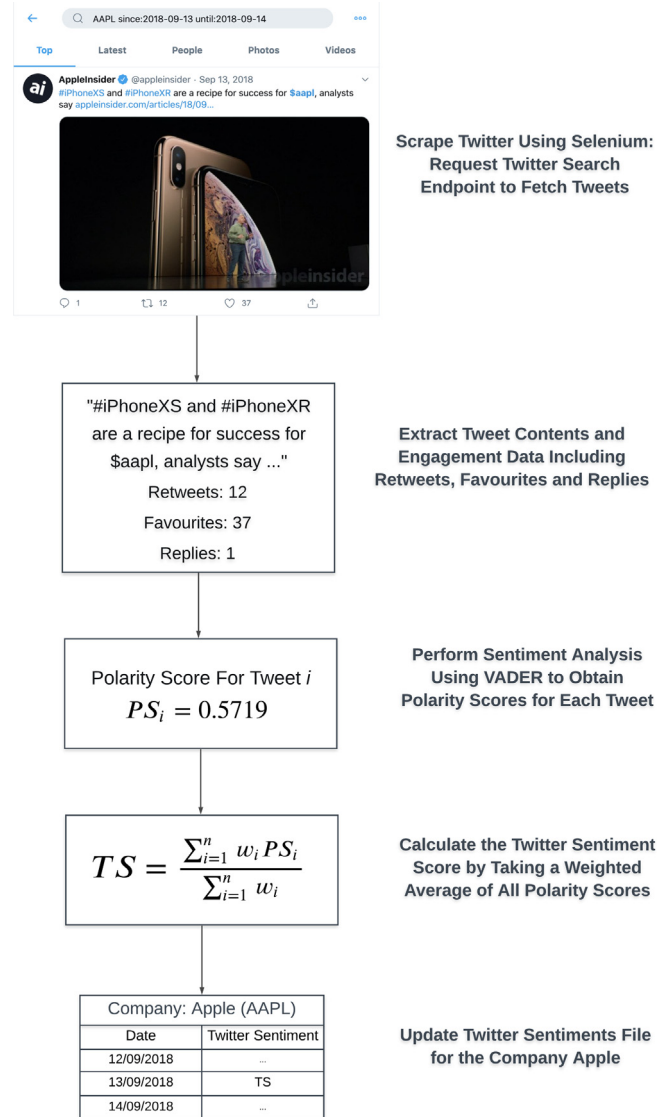 AAPL since:2018-09-13 until:2018-09-14
Top Latest People Photos Videos
ai
AppleInsider @appleinsider · Sep 13, 2018
#iPhoneXS and #iPhoneXR are a recipe for success for $aapl, analysts
say appleinsider.com/articles/18/09...
appleinsider
1 12 37
Scrape Twitter Using Selenium:
Request Twitter Search
Endpoint to Fetch Tweets
"#iPhoneXS and #iPhoneXR
are a recipe for success for
$aapl, analysts say ..."
Retweets: 12
Favourites: 37
Replies: 1
Extract Tweet Contents and
Engagement Data Including
Retweets, Favourites and Replies
Polarity Score For Tweet i
PS_i = 0.5719
Perform Sentiment Analysis
Using VADER to Obtain
Polarity Scores for Each Tweet
TS = \frac{\sum_{i=1}^{n} w_i PS_i}{\sum_{i=1}^{n} w_i}
Calculate the Twitter Sentiment
Score by Taking a Weighted
Average of All Polarity Scores
Company: Apple (AAPL)
Date Twitter Sentiment
12/09/2018 ...
13/09/2018 TS
14/09/2018 ...
Update Twitter Sentiments File
for the Company Apple